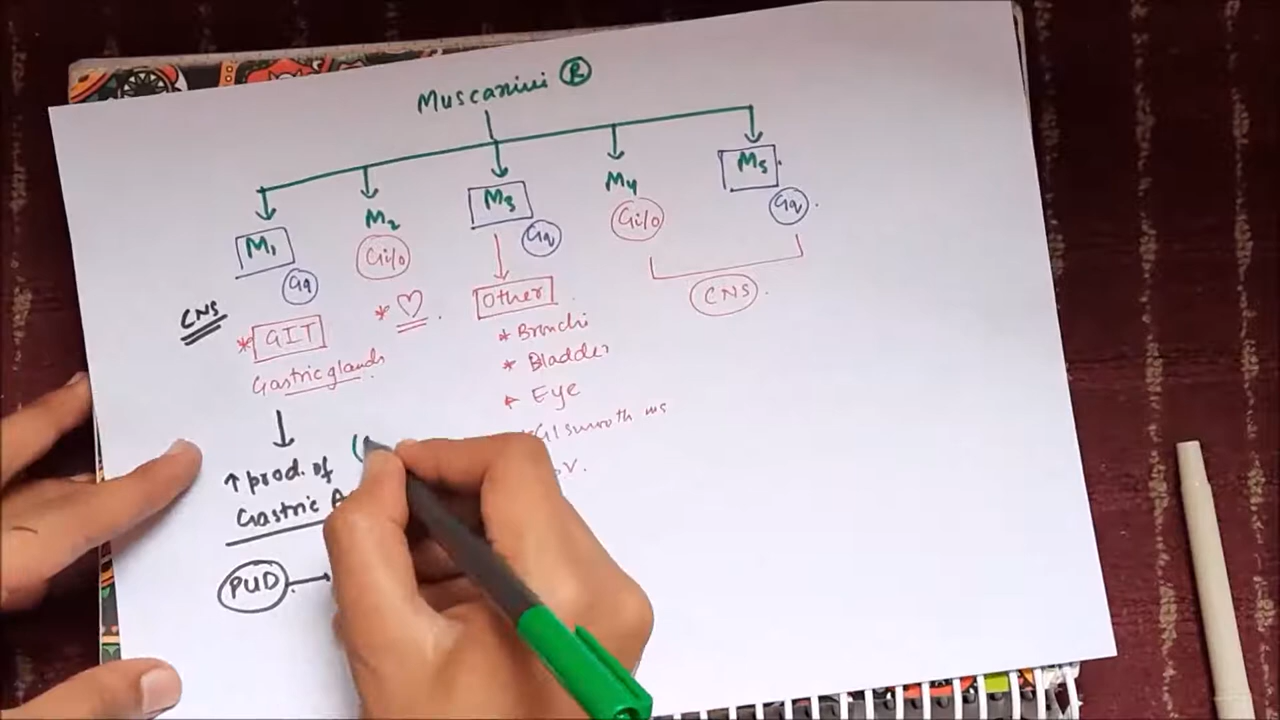 Muscarinic R
M1 M2 M3 M4 M5
Gq Gi/o Gq Gi/o Gq
CNS
* GIT
Gastric glands
↑ prod. of
Gastric A
PUD →
* ♡
Other
* Bronchi
* Bladder
* Eye
* GI smooth ms
CNS